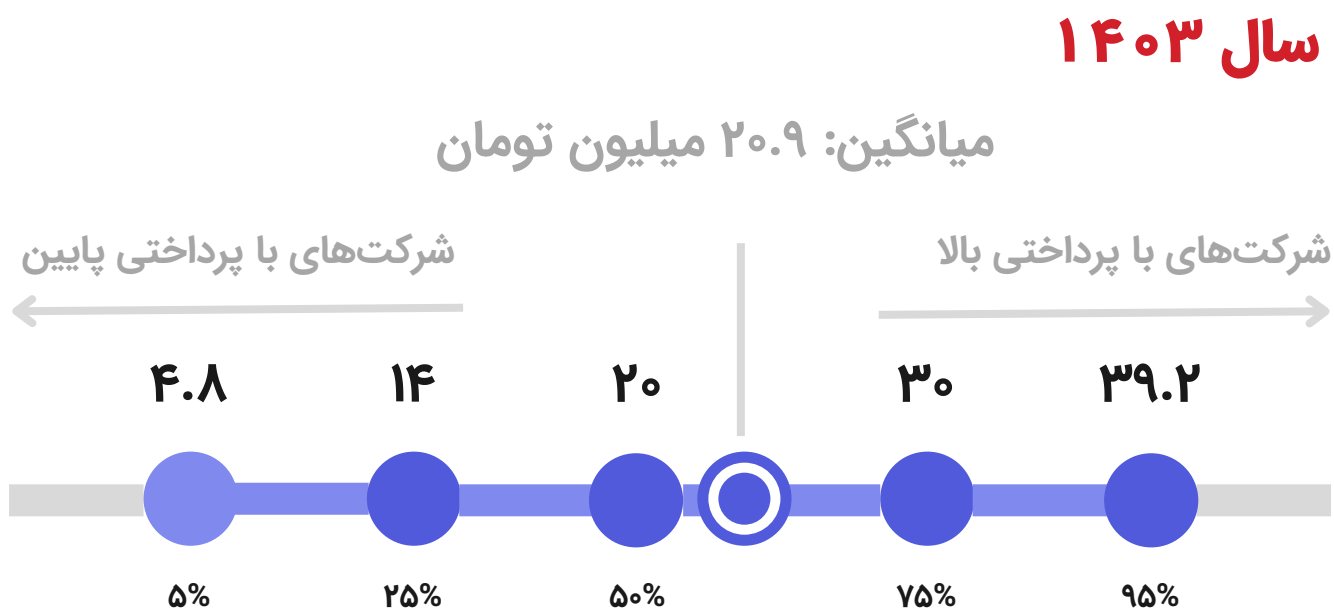 سال ۱۴۰۳
میانگین: ۲۰.۹ میلیون تومان
شرکت‌های با پرداختی پایین
شرکت‌های با پرداختی بالا
۴.۸ ۱۴ ۲۰ ۳۰ ۳۹.۲
۵% ۲۵% ۵۰% ۷۵% ۹۵%